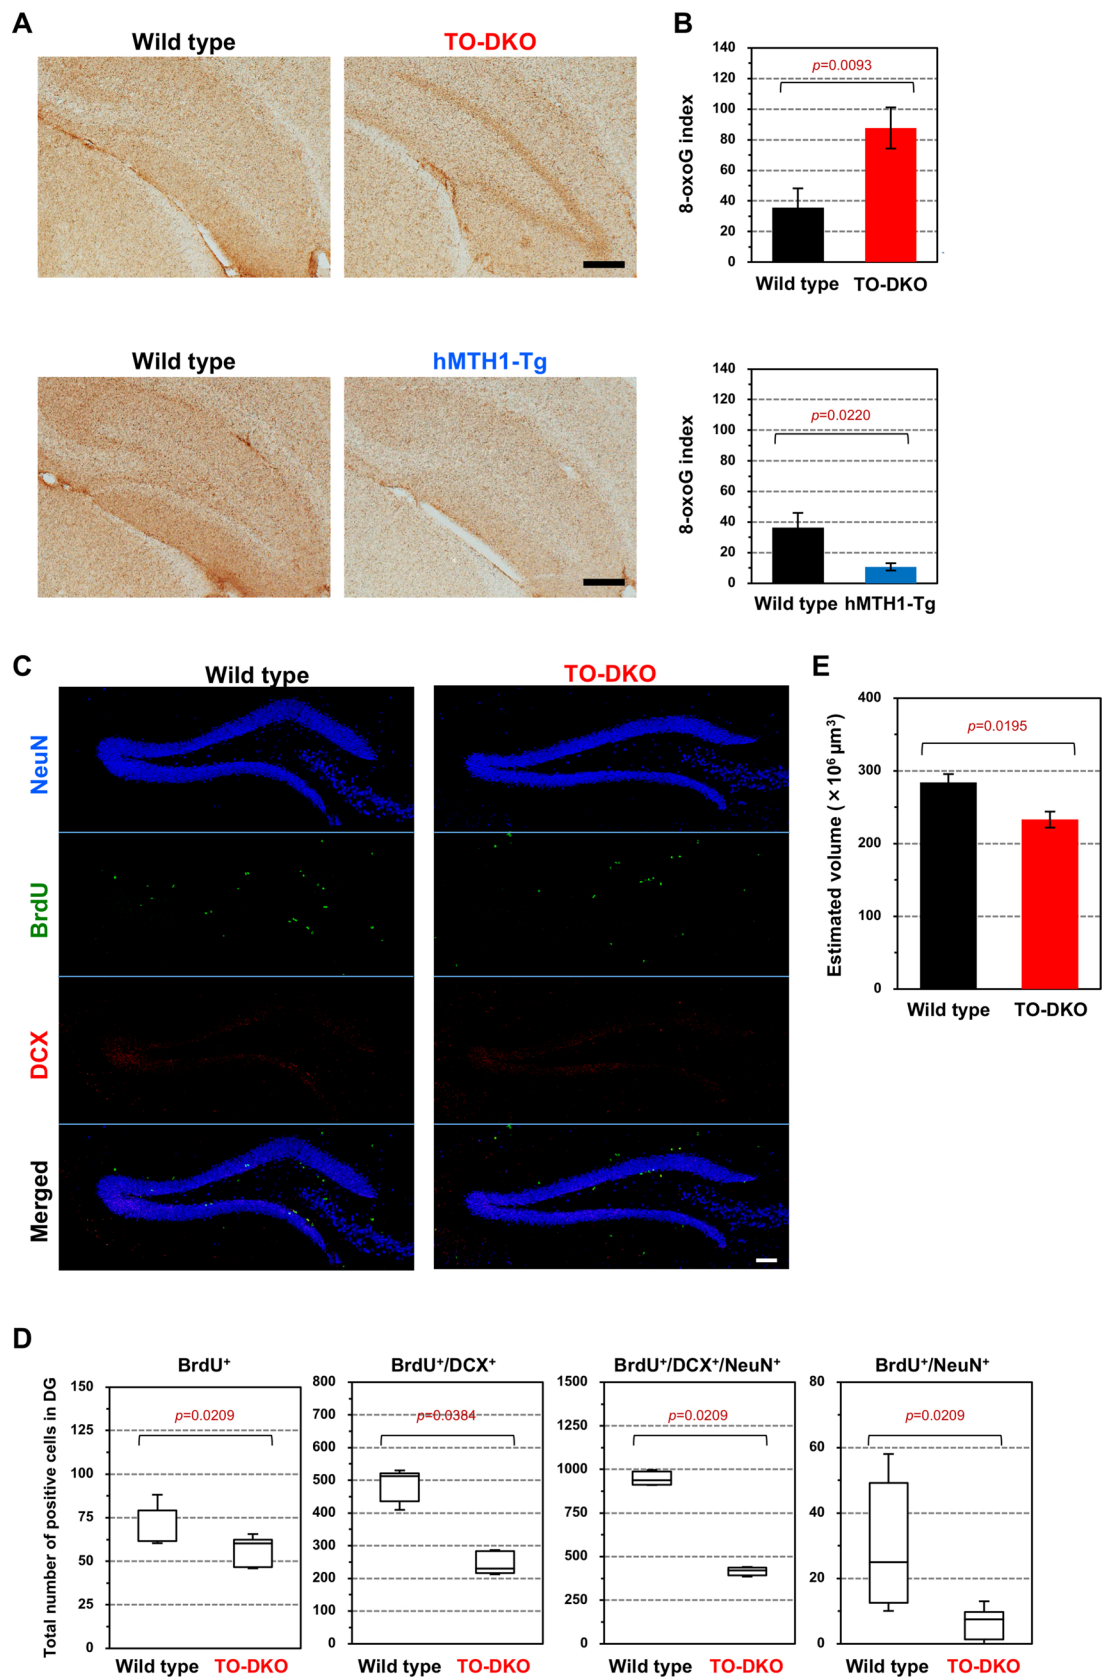 A
Wild type
TO-DKO
B
140
120
100
80
60
40
20
0
8-oxoG index
p=0.0093
Wild type
TO-DKO
Wild type
hMTH1-Tg
140
120
100
80
60
40
20
0
8-oxoG index
p=0.0220
Wild type
hMTH1-Tg
C
Wild type
TO-DKO
NeuN
BrdU
DCX
Merged
E
400
300
200
100
0
Estimated volume (×10⁶ µm³)
p=0.0195
Wild type
TO-DKO
D
Total number of positive cells in DG
BrdU⁺
150
125
100
75
50
25
0
p=0.0209
Wild type
TO-DKO
BrdU⁺/DCX⁺
800
700
600
500
400
300
200
100
0
p=0.0384
Wild type
TO-DKO
BrdU⁺/DCX⁺/NeuN⁺
1500
1250
1000
750
500
250
0
p=0.0209
Wild type
TO-DKO
BrdU⁺/NeuN⁺
80
60
40
20
0
p=0.0209
Wild type
TO-DKO